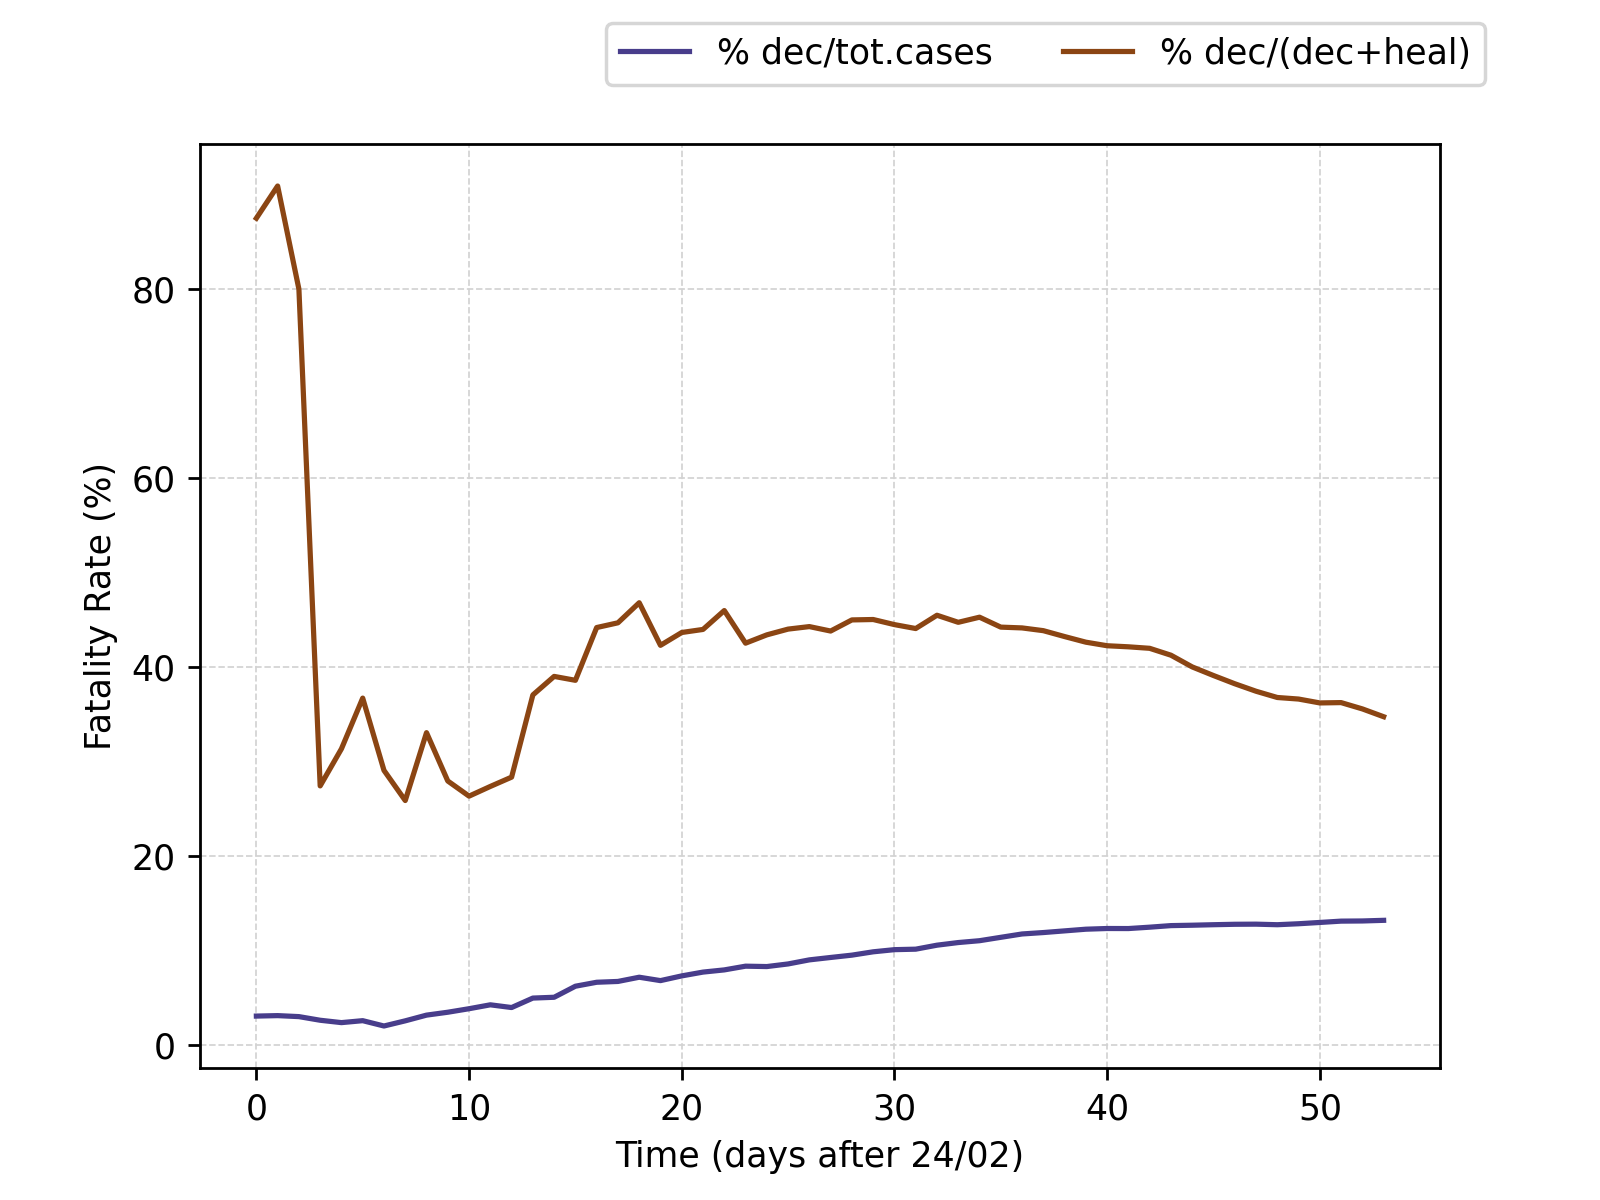 % dec/tot.cases % dec/(dec+heal)
80
60
40
20
0
Fatality Rate (%)
0 10 20 30 40 50
Time (days after 24/02)